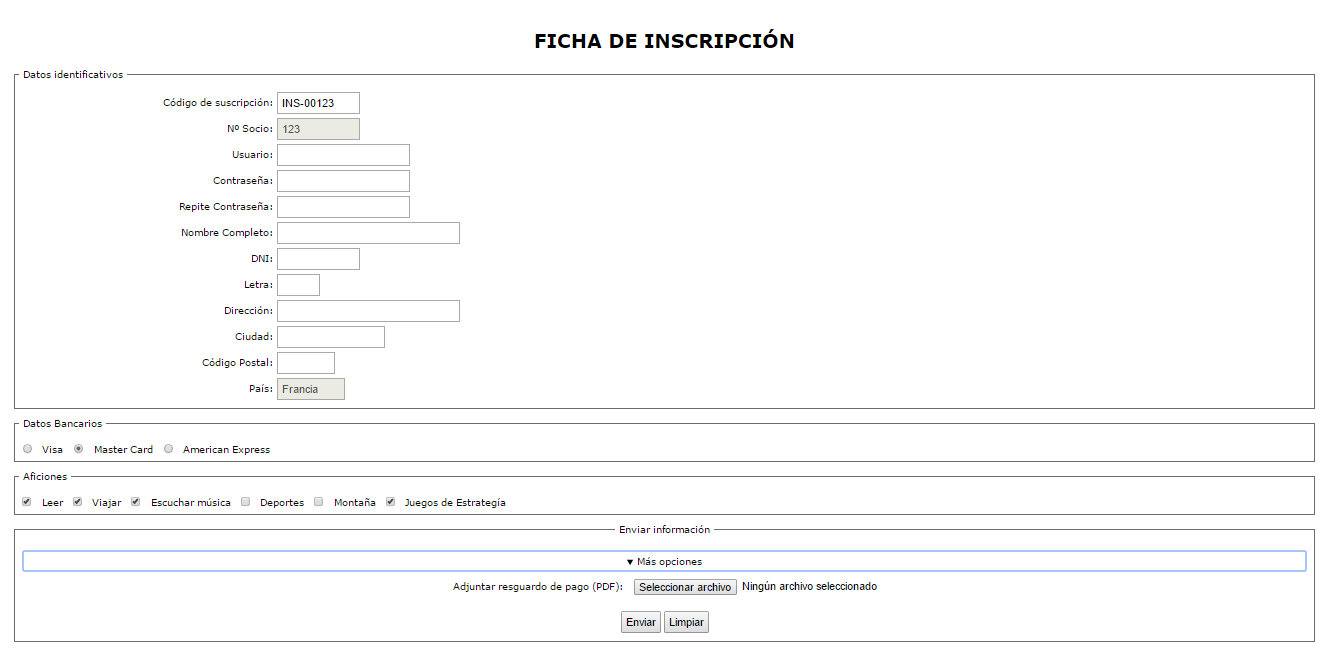 FICHA DE INSCRIPCIÓN
Datos identificativos
Código de suscripción: INS-00123
Nº Socio: 123
Usuario:
Contraseña:
Repite Contraseña:
Nombre Completo:
DNI:
Letra:
Dirección:
Ciudad:
Código Postal:
País: Francia
Datos Bancarios
Visa Master Card American Express
Aficiones
Leer Viajar Escuchar música Deportes Montaña Juegos de Estrategía
Enviar información
▼ Más opciones
Adjuntar resguardo de pago (PDF): Seleccionar archivo Ningún archivo seleccionado
Enviar Limpiar